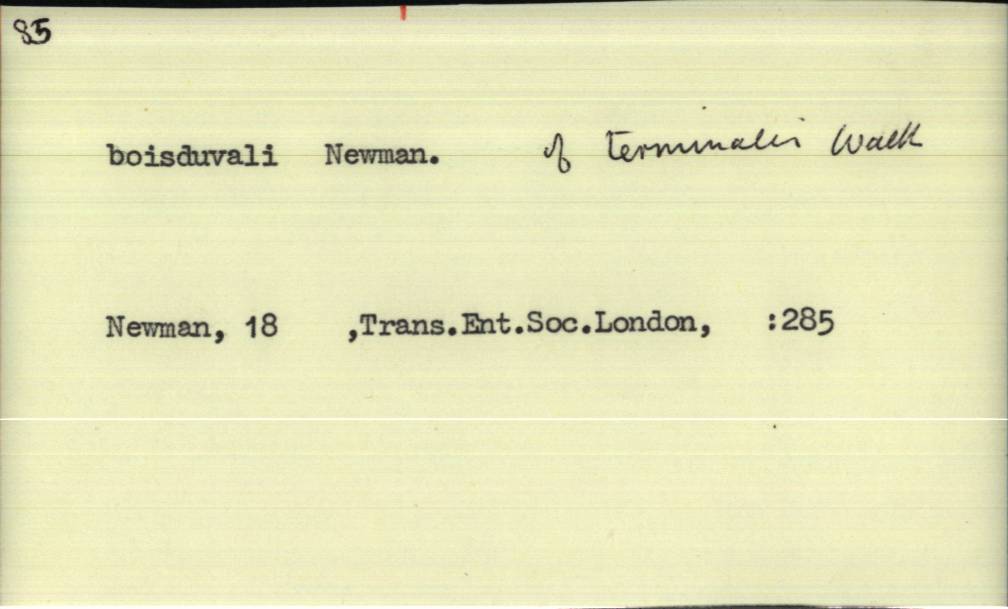 85
boisduvali Newman. of terminalis Walk
Newman, 18 ,Trans.Ent.Soc.London, :285